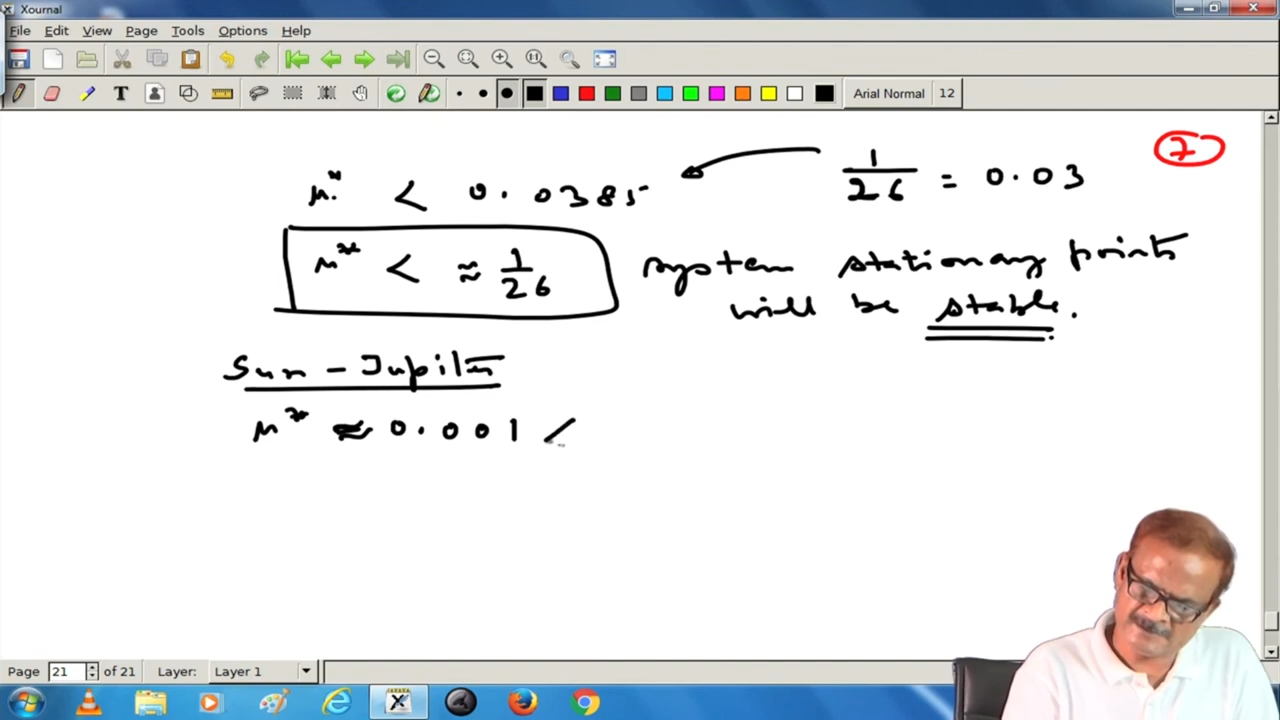 Xournal
File Edit View Page Tools Options Help
Arial Normal 12
7
μ* < 0.0385
1/26 = 0.03
μ* < ≈ 1/26 system stationary points
will be stable.
Sun - Jupiter
μ* ≈ 0.001 <
Page 21 of 21 Layer: Layer 1